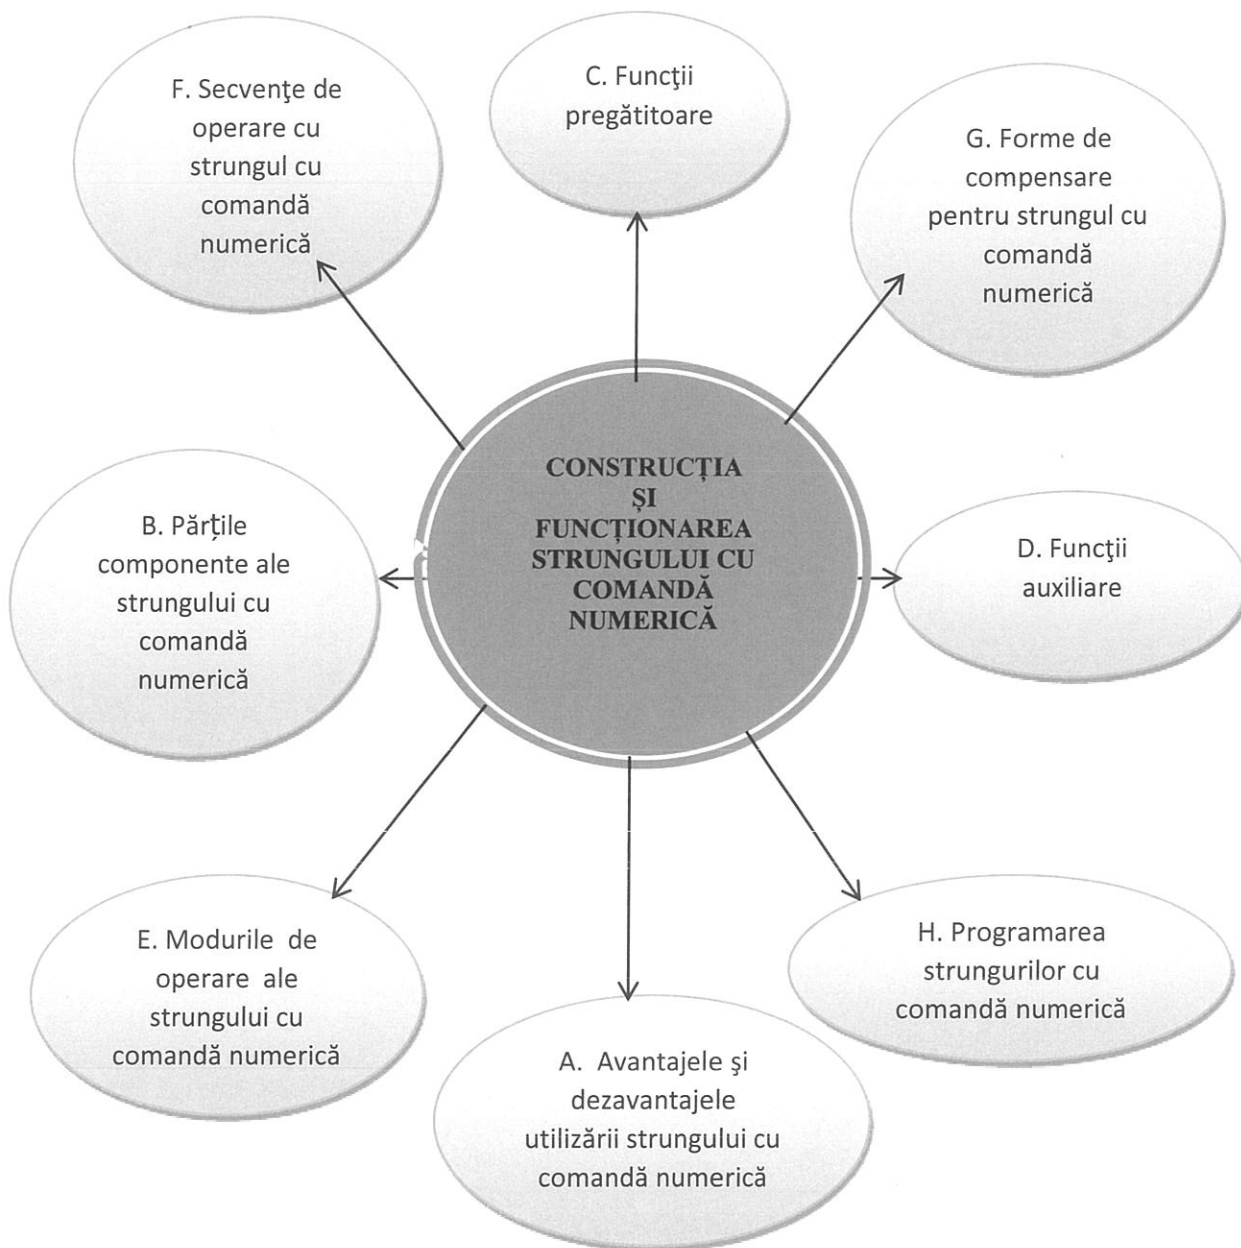 F. Secvenţe de
operare cu
strungul cu
comandă
numerică
C. Funcţii
pregătitoare
G. Forme de
compensare
pentru strungul cu
comandă
numerică
CONSTRUCȚIA
ȘI
FUNCȚIONAREA
STRUNGULUI CU
COMANDĂ
NUMERICĂ
B. Părțile
componente ale
strungului cu
comandă
numerică
D. Funcţii
auxiliare
E. Modurile de
operare ale
strungului cu
comandă numerică
A. Avantajele şi
dezavantajele
utilizării strungului cu
comandă numerică
H. Programarea
strungurilor cu
comandă numerică